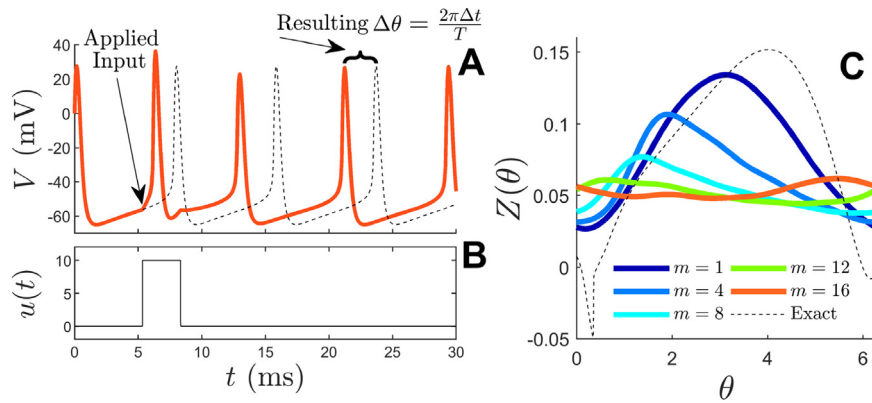 Resulting Δθ = 2πΔt/T
Applied
Input
A
V (mV)
40
20
0
-20
-40
-60
B
u(t)
10
5
0
0
5
10
15
20
25
30
t (ms)
C
Z(θ)
0.15
0.1
0.05
0
-0.05
m = 1
m = 4
m = 8
m = 12
m = 16
Exact
0
2
4
6
θ